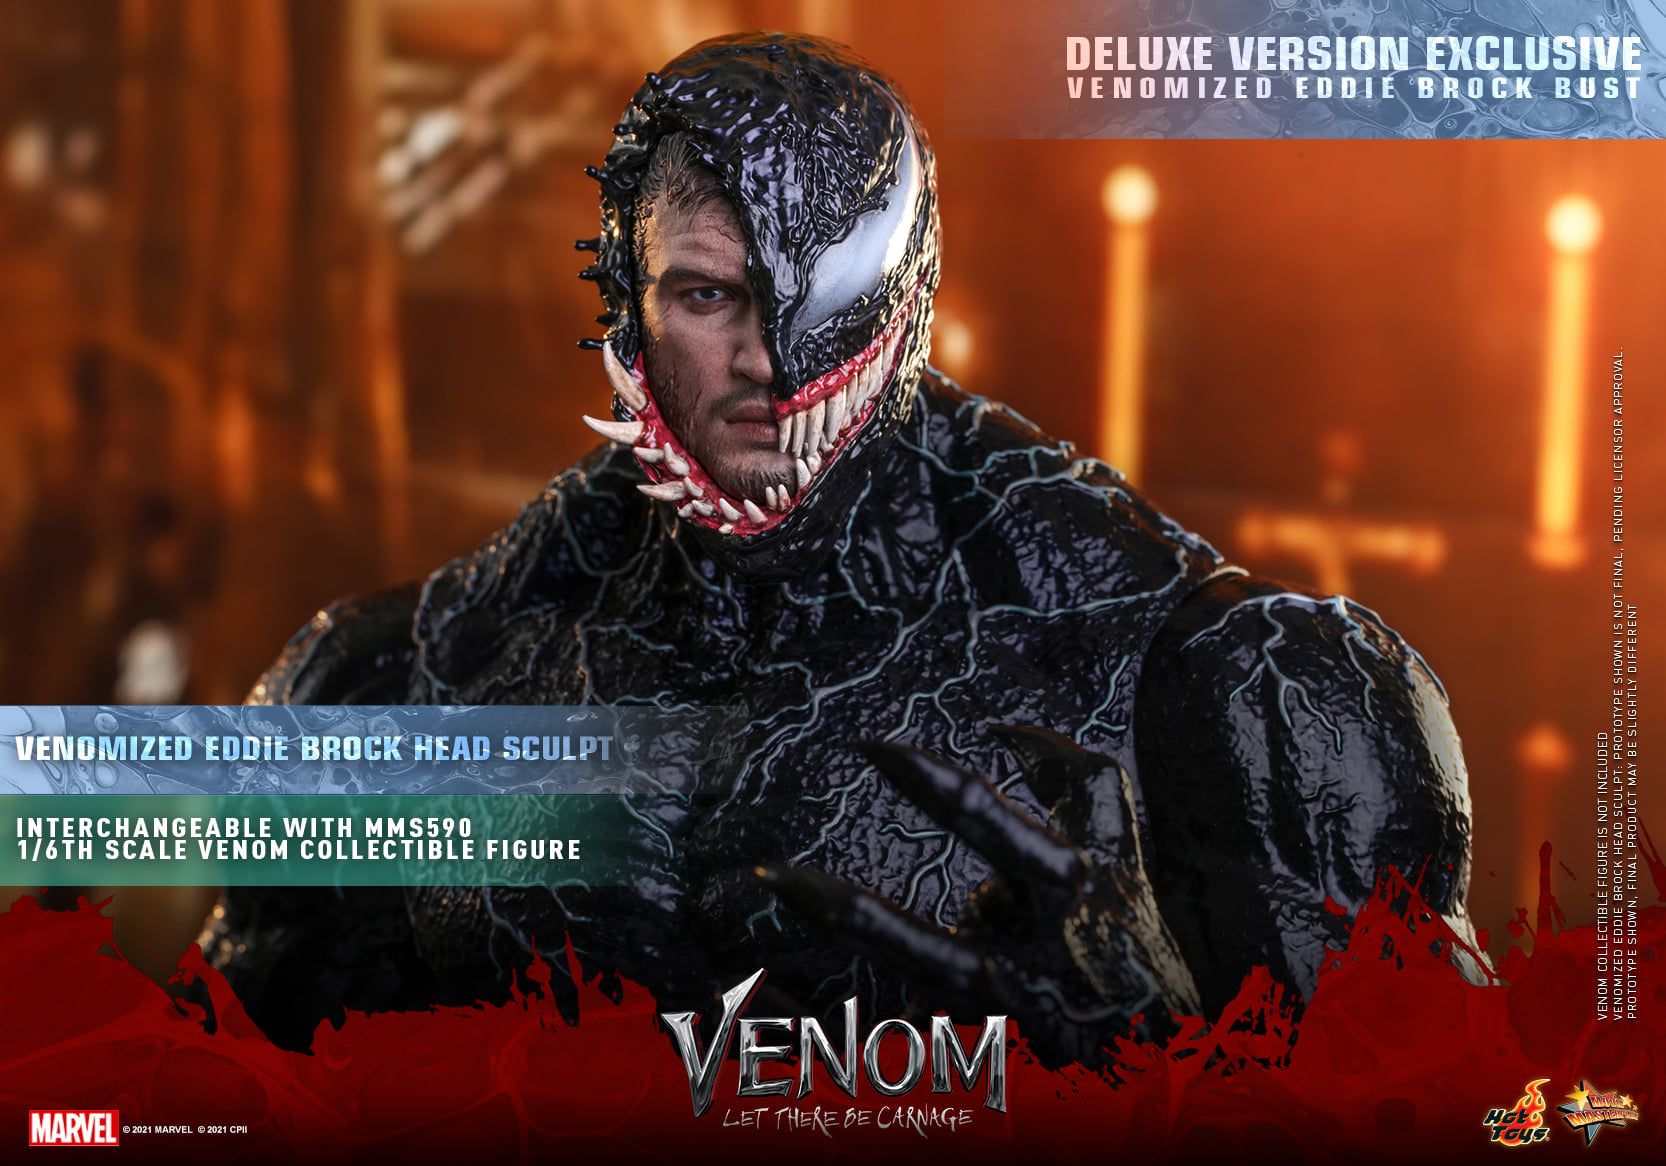 DELUXE VERSION EXCLUSIVE
VENOMIZED EDDIE BROCK BUST
VENOMIZED EDDIE BROCK HEAD SCULPT
INTERCHANGEABLE WITH MMS590
1/6TH SCALE VENOM COLLECTIBLE FIGURE
VENOM COLLECTIBLE FIGURE IS NOT INCLUDED
VENOMIZED EDDIE BROCK HEAD SCULPT: PROTOTYPE SHOWN IS NOT FINAL, PENDING LICENSOR APPROVAL.
PROTOTYPE SHOWN, FINAL PRODUCT MAY BE SLIGHTLY DIFFERENT
VENOM
LET THERE BE CARNAGE
MARVEL © 2021 MARVEL © 2021 CPII
HOT TOYS
MOVIE MASTERPIECE